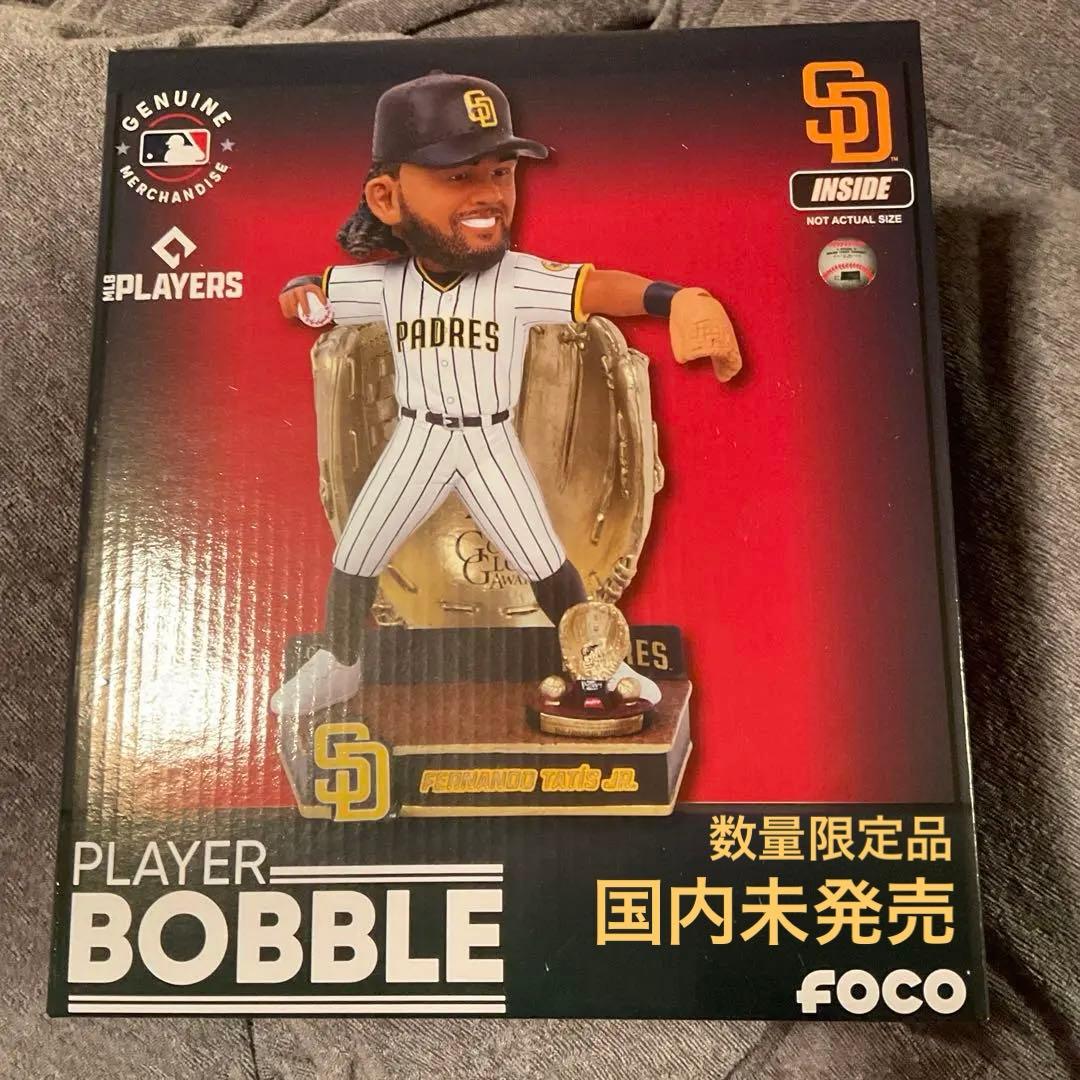 GENUINE
MERCHANDISE
MLB PLAYERS
SD
INSIDE
NOT ACTUAL SIZE
SD
PADRES
SD
FERNANDO TATÍS JR.
PLAYER
BOBBLE
数量限定品
国内未発売
FOCO